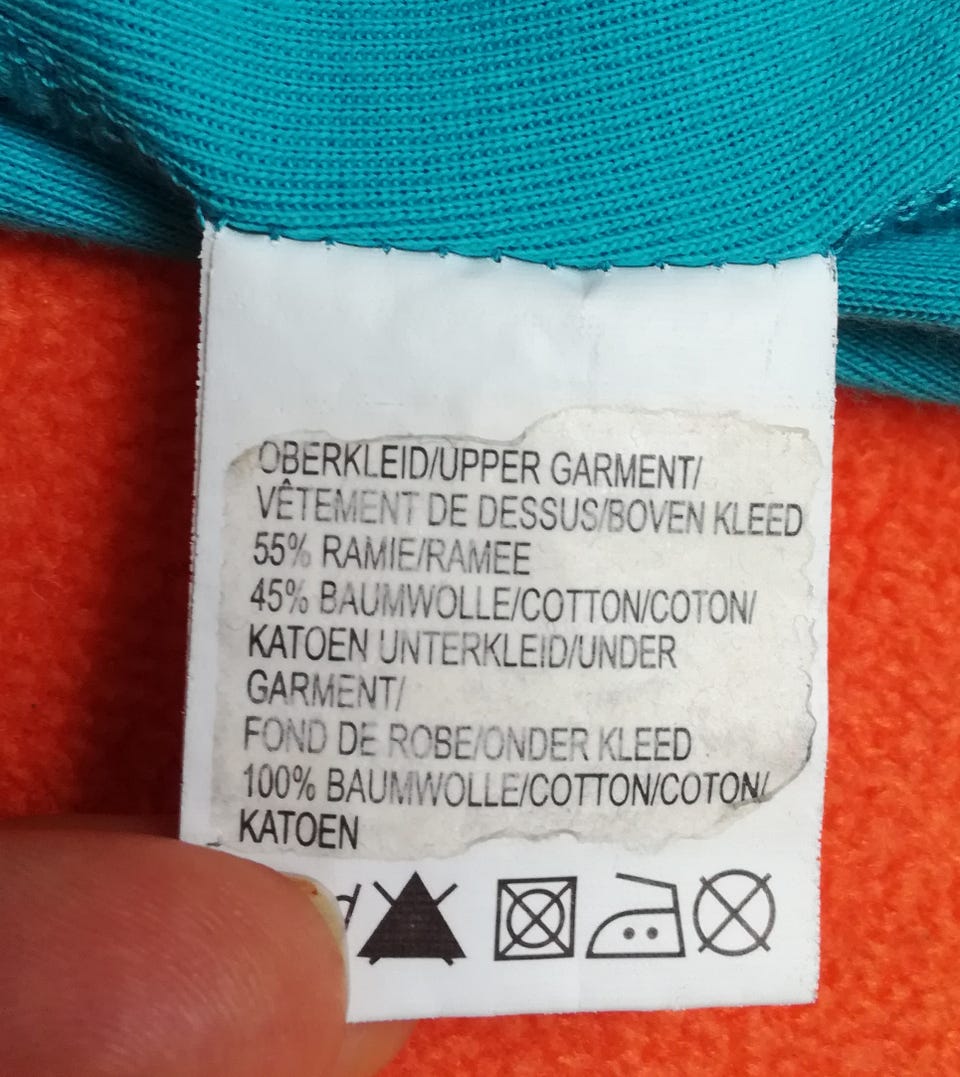 OBERKLEID/UPPER GARMENT/
VÊTEMENT DE DESSUS/BOVEN KLEED
55% RAMIE/RAMEE
45% BAUMWOLLE/COTTON/COTON/
KATOEN UNTERKLEID/UNDER
GARMENT/
FOND DE ROBE/ONDER KLEED
100% BAUMWOLLE/COTTON/COTON/
KATOEN